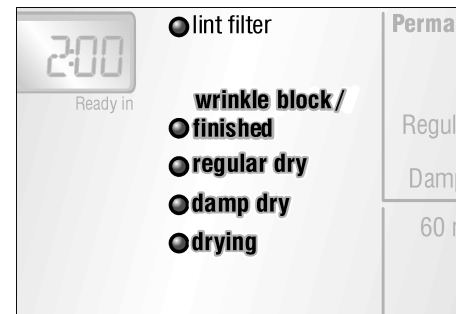 lint filter
Perma
2:00
Ready in
wrinkle block/
finished
Regul
regular dry
Damp
damp dry
60
drying